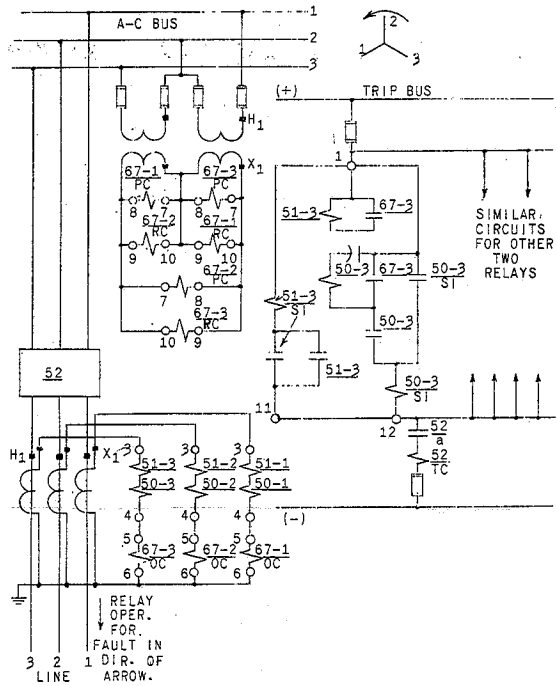 A-C BUS
1
2
3
1 2 3
H1
(+)
TRIP BUS
1
X1
67-1
PC
67-3
PC
8 7 8 7
67-2
RC
67-1
RC
9 10 9 10
67-2
PC
7 8
67-3
RC
10 9
51-3
67-3
SIMILAR
CIRCUITS
FOR OTHER
TWO
RELAYS
50-3
67-3
50-3
SI
51-3
SI
50-3
51-3
50-3
SI
11
12
52
52
a
52
TC
(-)
H1
X1
3 3 3
51-3 51-2 51-1
50-3 50-2 50-1
4 4 4
5 5 5
67-3 67-2 67-1
OC OC OC
6 6 6
RELAY
OPER.
FOR.
FAULT IN
DIR. OF
ARROW.
3 2 1
LINE